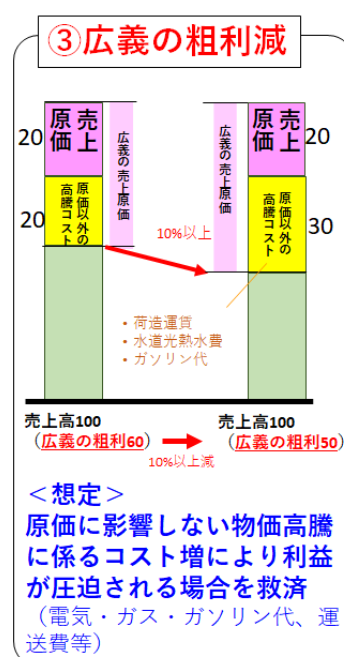 ③広義の粗利減
20
売上
原価
広義の売上原価
20
原価以外の
高騰コスト
広義の売上原価
売上
原価
20
原価以外の
高騰コスト
30
10%以上
・荷造運賃
・水道光熱水費
・ガソリン代
売上高100
（広義の粗利60）
売上高100
（広義の粗利50）
10%以上減
＜想定＞
原価に影響しない物価高騰
に係るコスト増により利益
が圧迫される場合を救済
（電気・ガス・ガソリン代、運
送費等）